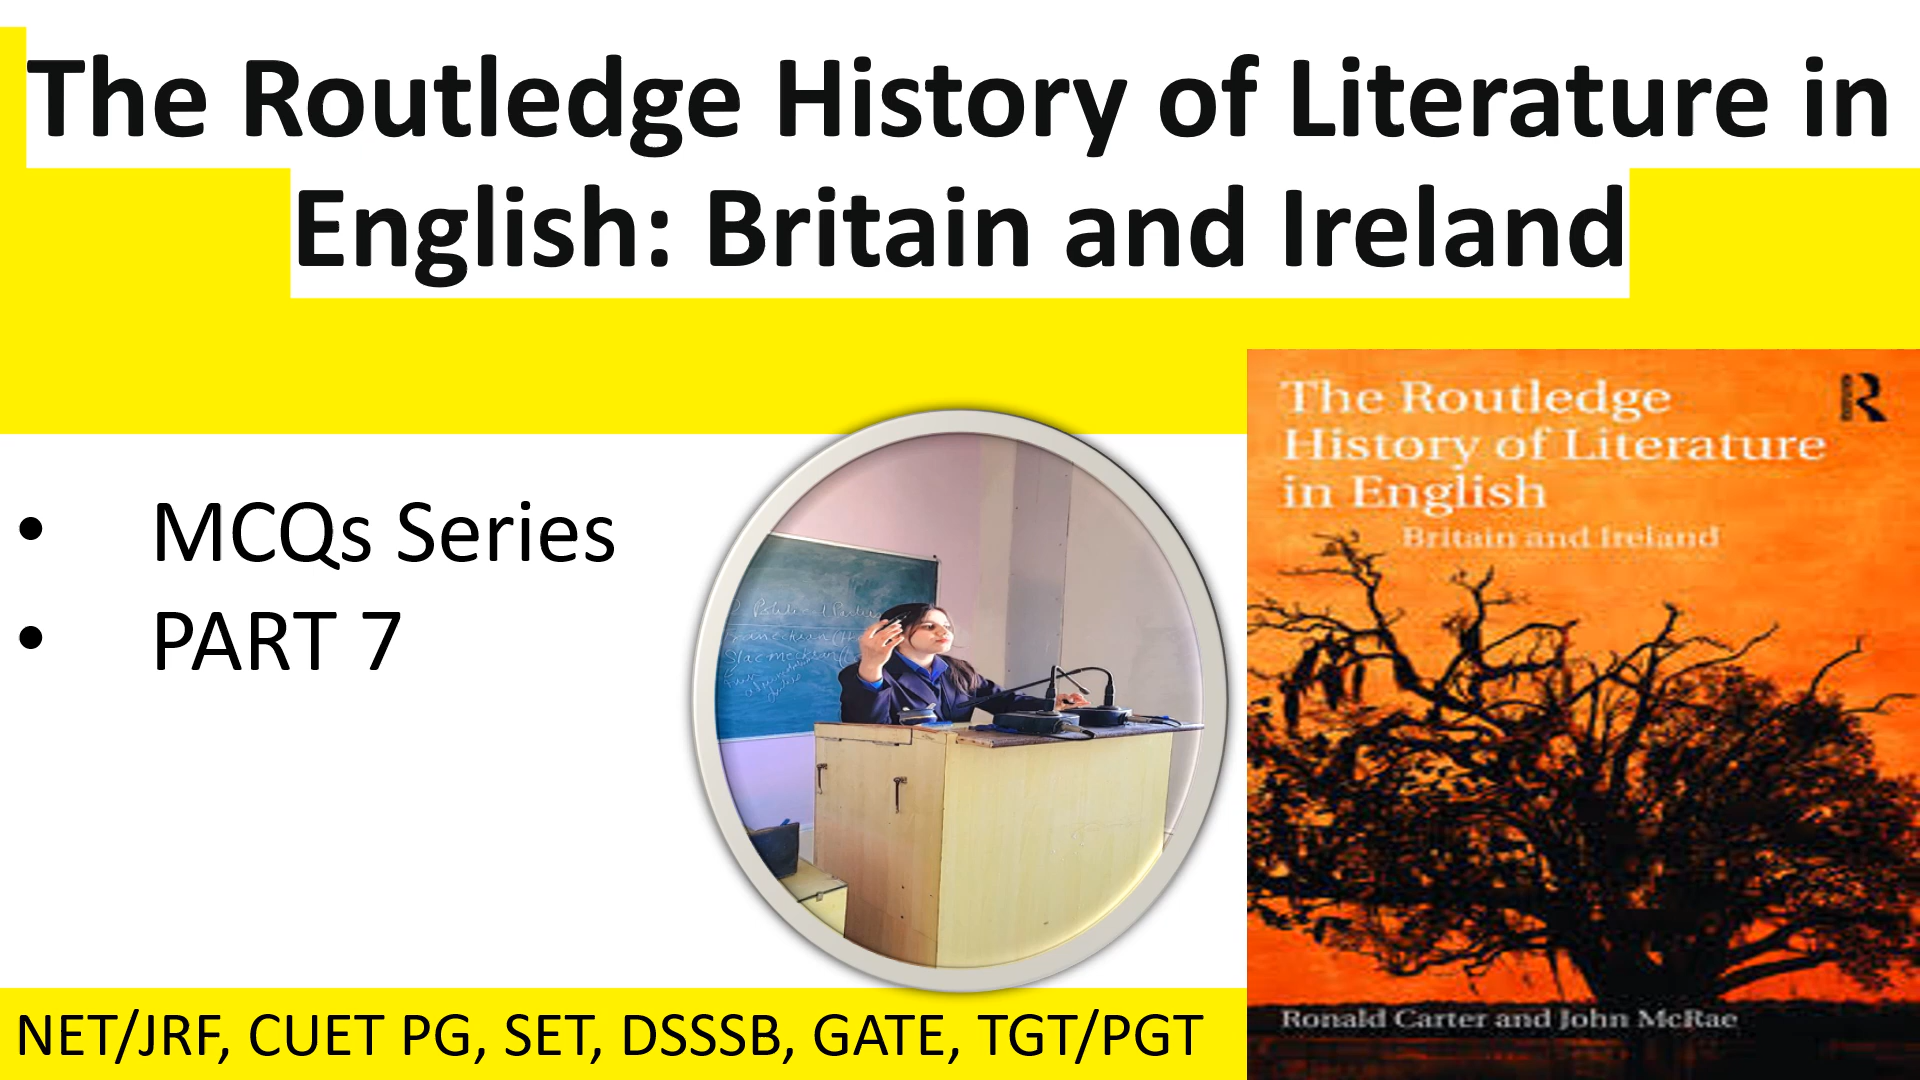 The Routledge History of Literature in
English: Britain and Ireland
• MCQs Series
• PART 7
The Routledge
History of Literature
in English
Britain and Ireland
R
Ronald Carter and John McRae
NET/JRF, CUET PG, SET, DSSSB, GATE, TGT/PGT